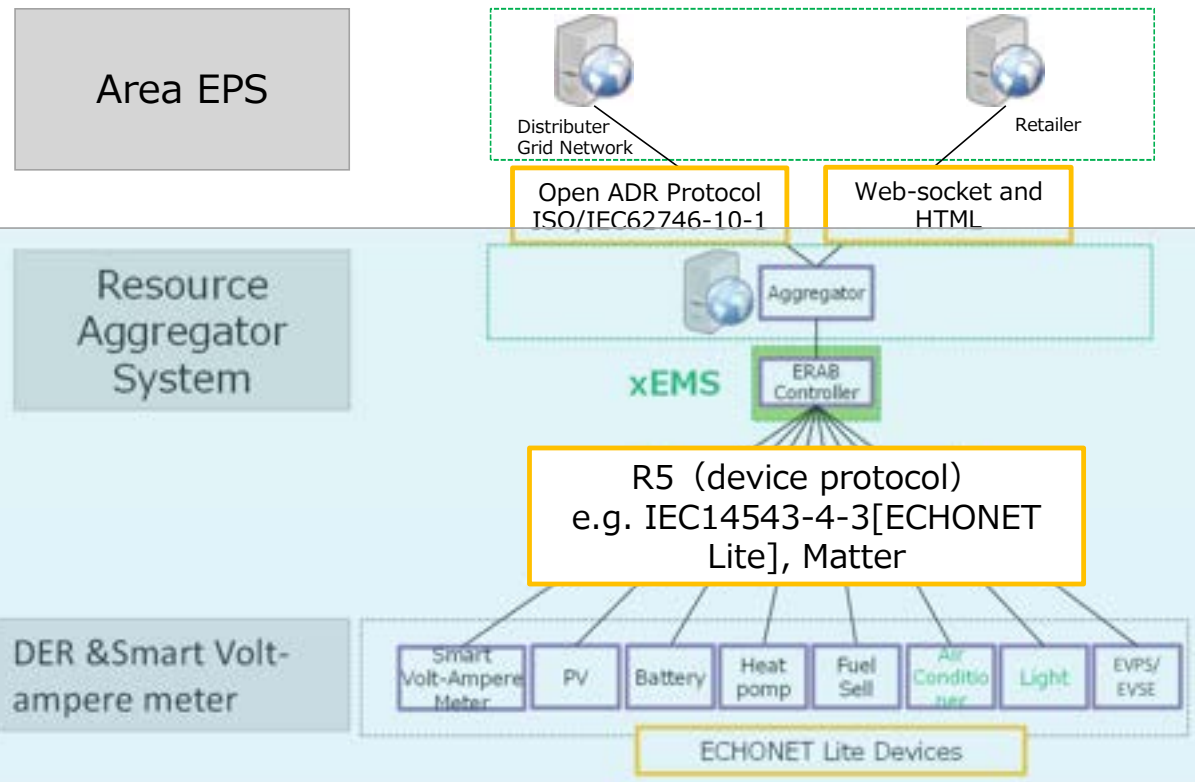 Area EPS
Distributer
Grid Network
Retailer
Open ADR Protocol
ISO/IEC62746-10-1
Web-socket and
HTML
Resource
Aggregator
System
Aggregator
xEMS
ERAB
Controller
R5（device protocol）
e.g. IEC14543-4-3[ECHONET
Lite], Matter
DER &Smart Volt-
ampere meter
Smart
Volt-Ampere
Meter
PV
Battery
Heat
pomp
Fuel
Sell
Air
Conditio
ner
Light
EVPS/
EVSE
ECHONET Lite Devices